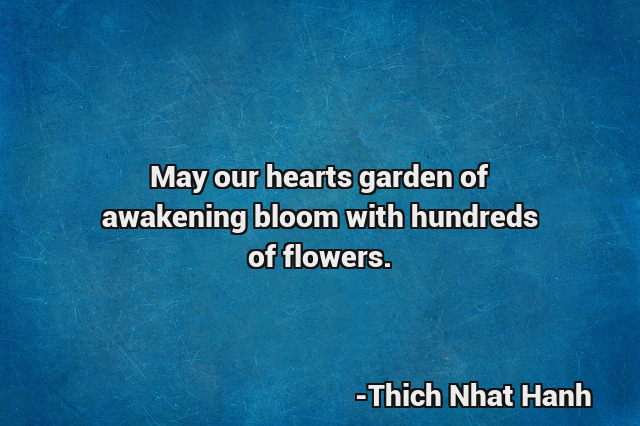 May our hearts garden of
awakening bloom with hundreds
of flowers.
-Thich Nhat Hanh